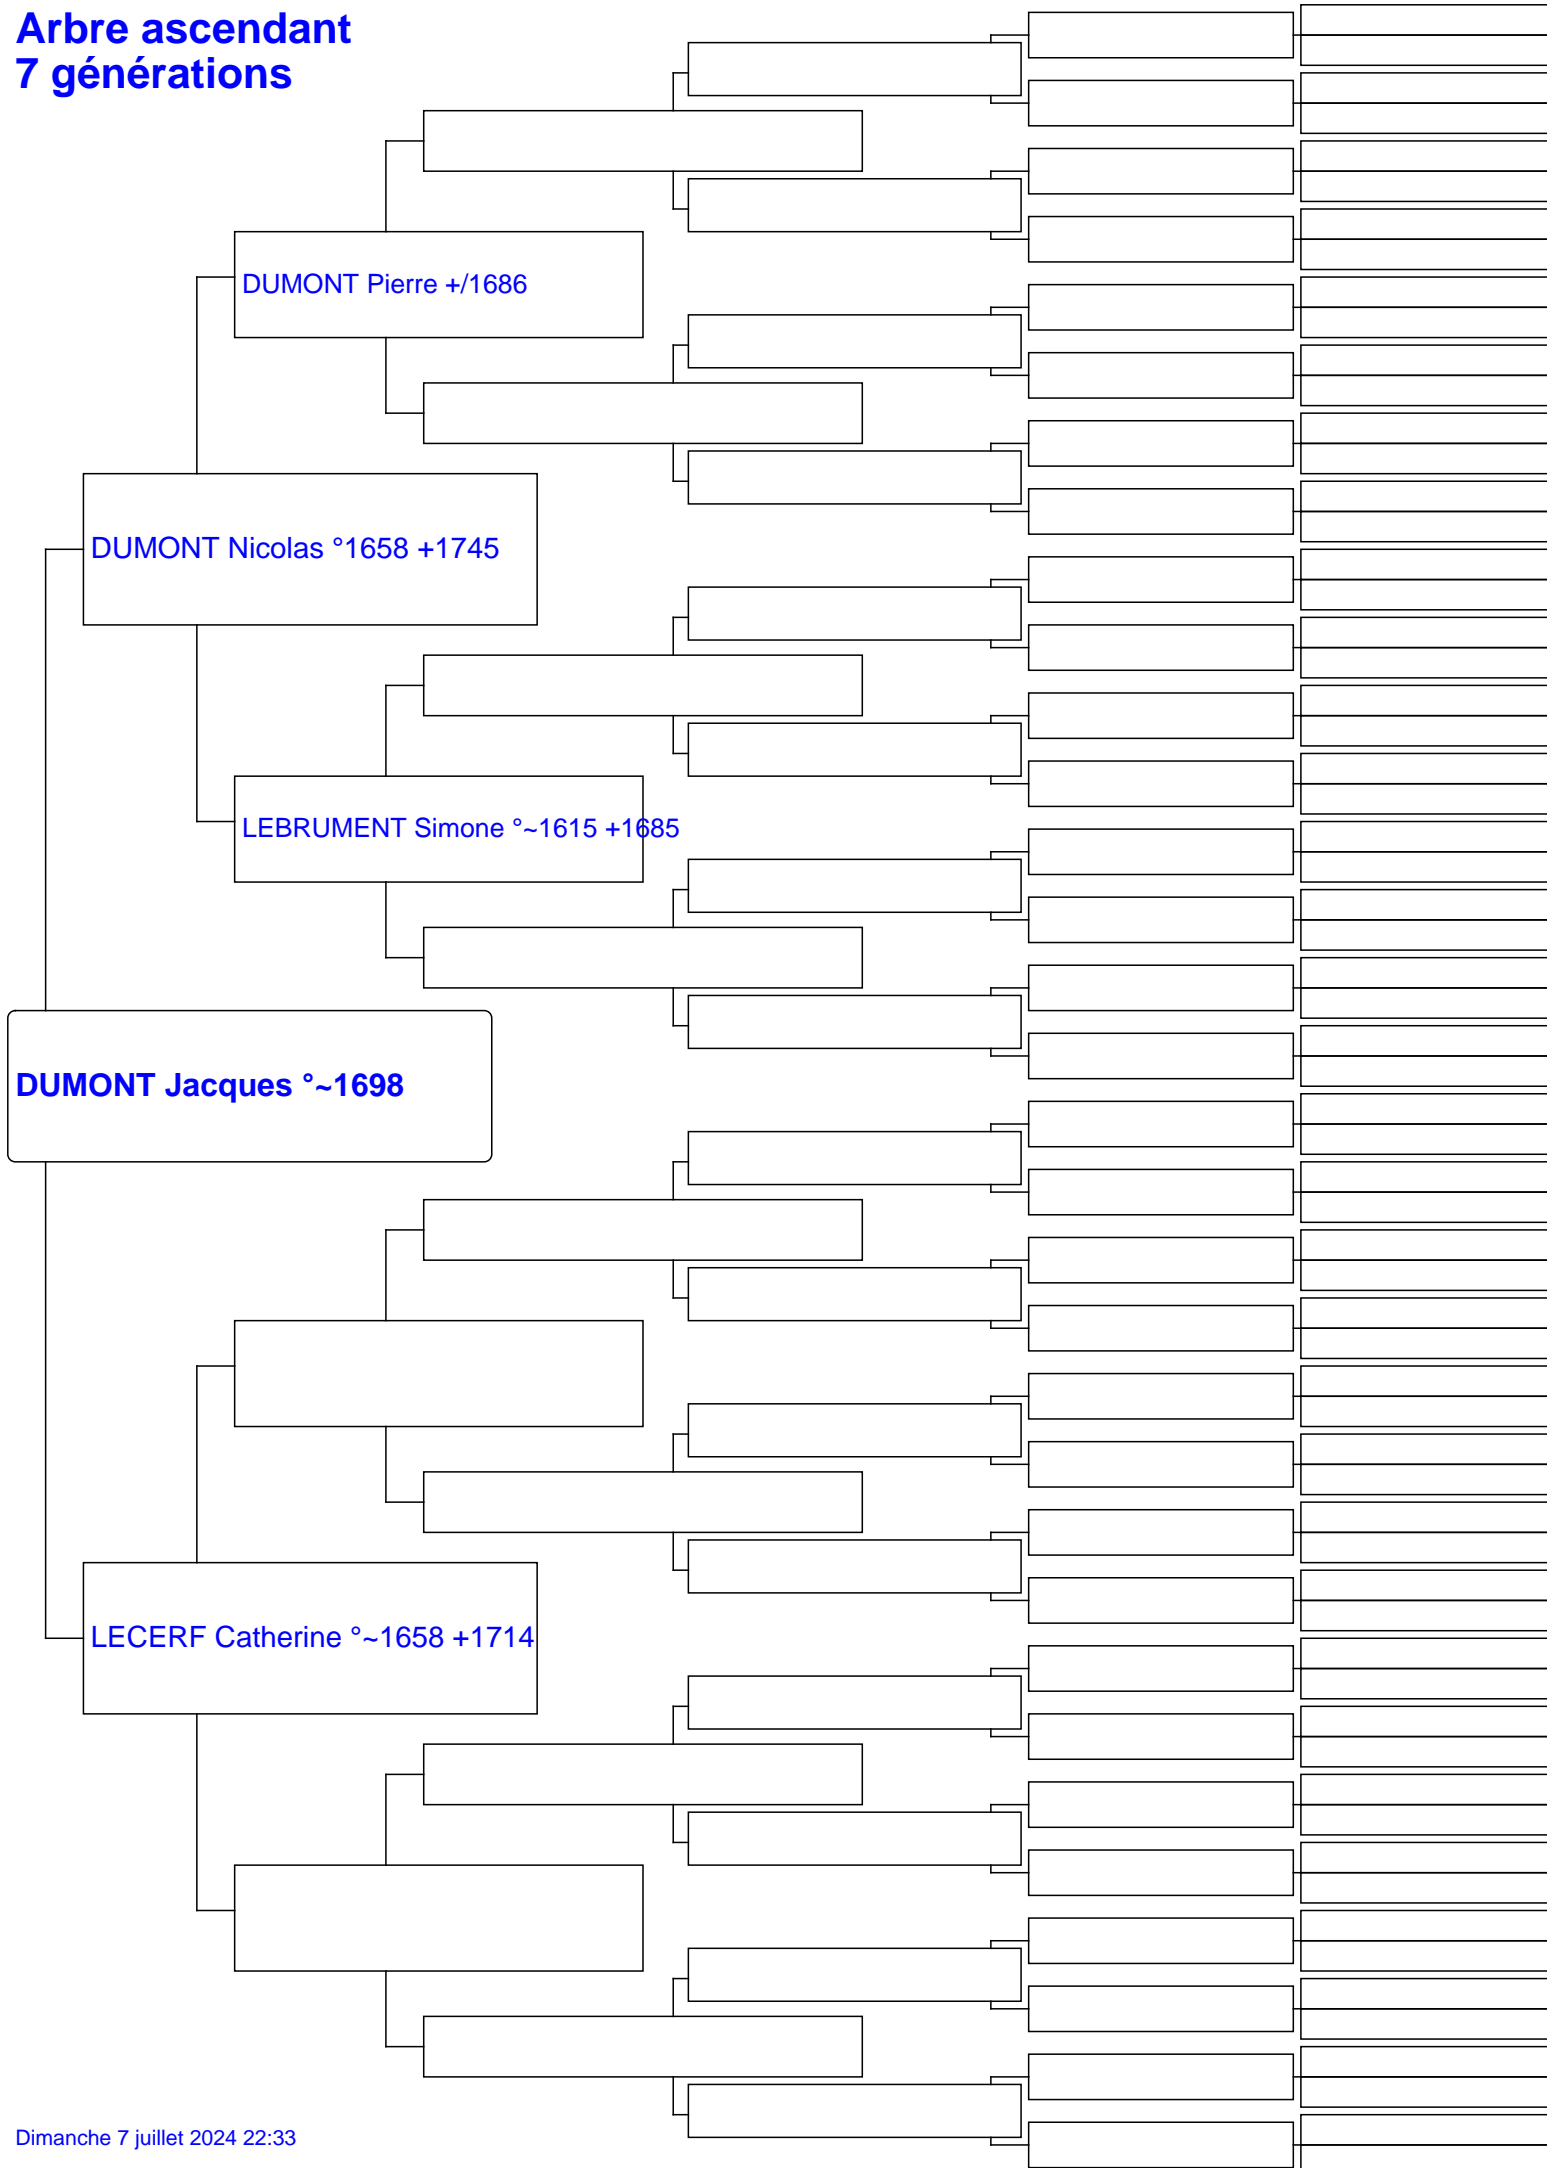 Arbre ascendant
7 générations
DUMONT Pierre +/1686
DUMONT Nicolas °1658 +1745
LEBRUMENT Simone °~1615 +1685
DUMONT Jacques °~1698
LECERF Catherine °~1658 +1714
Dimanche 7 juillet 2024 22:33